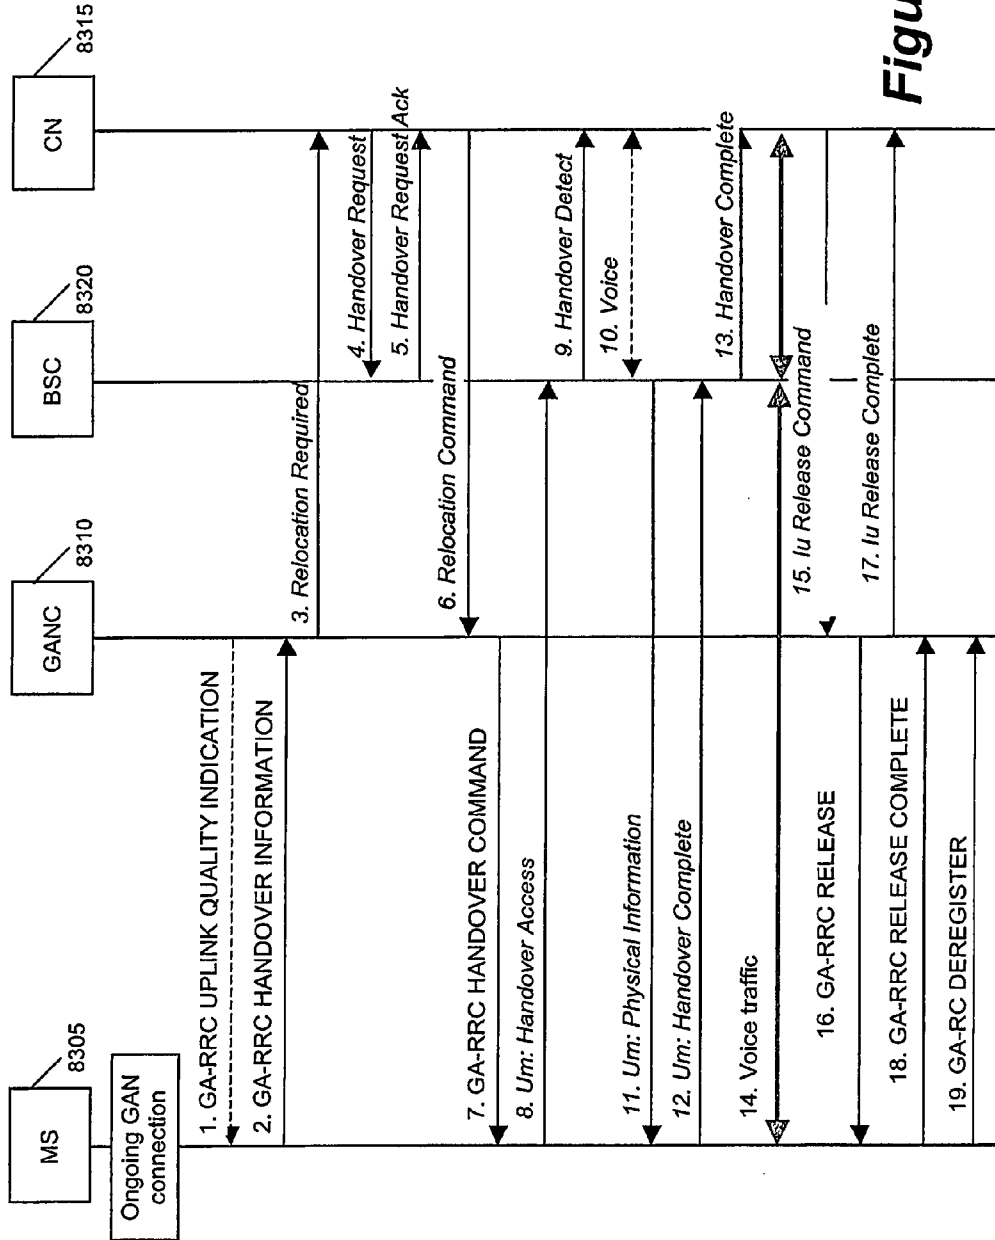 8305
8310
8320
8315
MS
GANC
BSC
CN
Ongoing GAN
connection
1. GA-RRC UPLINK QUALITY INDICATION
2. GA-RRC HANDOVER INFORMATION
3. Relocation Required
4. Handover Request
5. Handover Request Ack
6. Relocation Command
7. GA-RRC HANDOVER COMMAND
8. Um: Handover Access
9. Handover Detect
10. Voice
11. Um: Physical Information
12. Um: Handover Complete
13. Handover Complete
14. Voice traffic
15. Iu Release Command
16. GA-RRC RELEASE
17. Iu Release Complete
18. GA-RRC RELEASE COMPLETE
19. GA-RC DEREGISTER
Figu